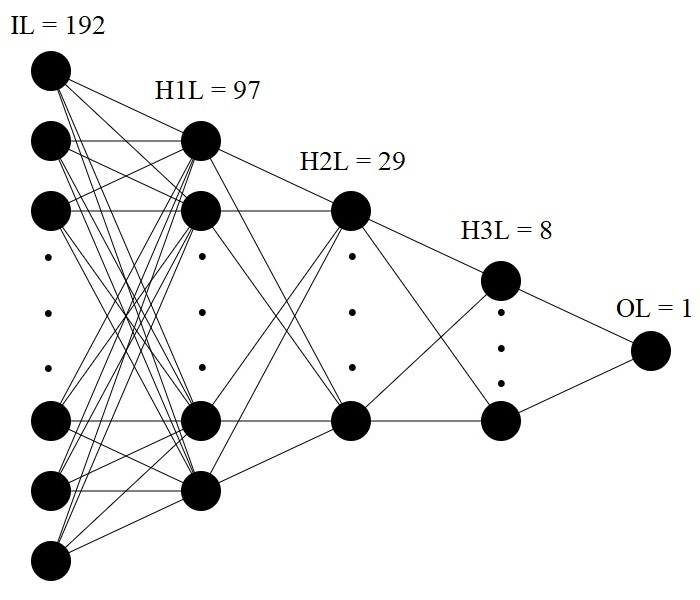 IL = 192
H1L = 97
H2L = 29
H3L = 8
OL = 1